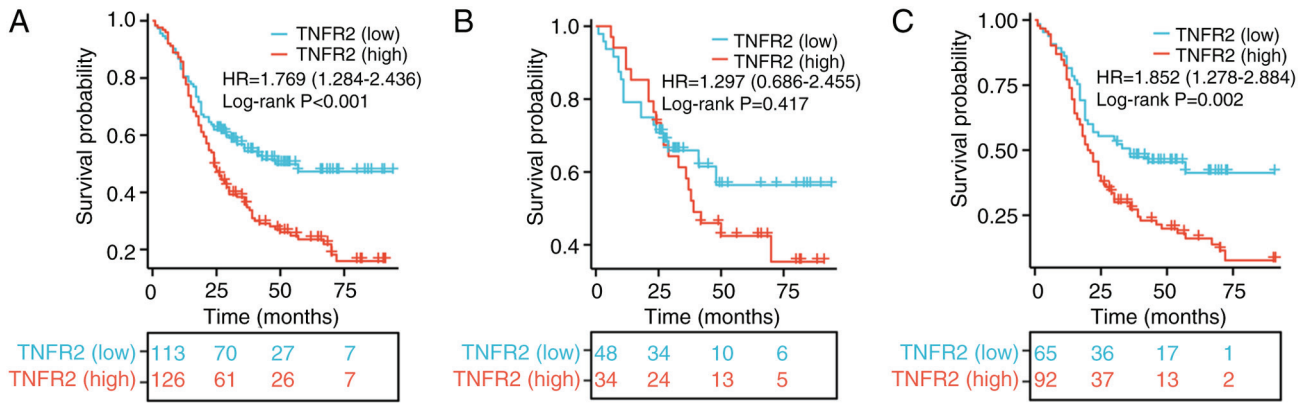 A
Survival probability
1.0
0.8
0.6
0.4
0.2
TNFR2 (low)
TNFR2 (high)
HR=1.769 (1.284-2.436)
Log-rank P<0.001
0 25 50 75
Time (months)
TNFR2 (low) 113 70 27 7
TNFR2 (high) 126 61 26 7
B
Survival probability
1.0
0.8
0.6
0.4
TNFR2 (low)
TNFR2 (high)
HR=1.297 (0.686-2.455)
Log-rank P=0.417
0 25 50 75
Time (months)
TNFR2 (low) 48 34 10 6
TNFR2 (high) 34 24 13 5
C
Survival probability
1.00
0.75
0.50
0.25
TNFR2 (low)
TNFR2 (high)
HR=1.852 (1.278-2.884)
Log-rank P=0.002
0 25 50 75
Time (months)
TNFR2 (low) 65 36 17 1
TNFR2 (high) 92 37 13 2